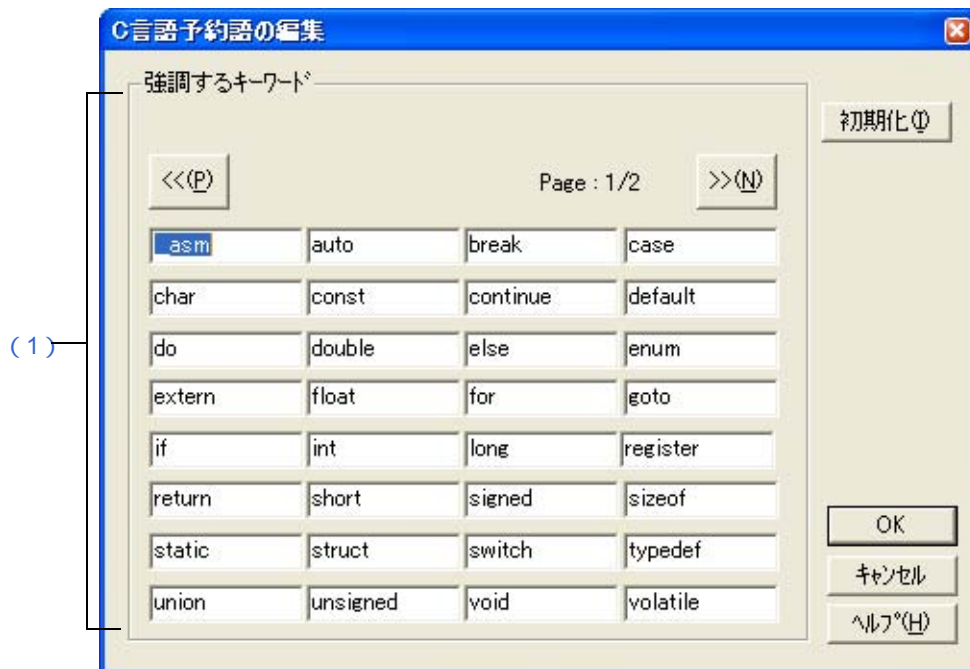 C言語予約語の編集
強調するキーワード
初期化(I)
<<(P) Page : 1/2 >>(N)
_asm auto break case
char const continue default
(1) do double else enum
extern float for goto
if int long register
return short signed sizeof
OK
static struct switch typedef
キャンセル
union unsigned void volatile
ヘルプ(H)